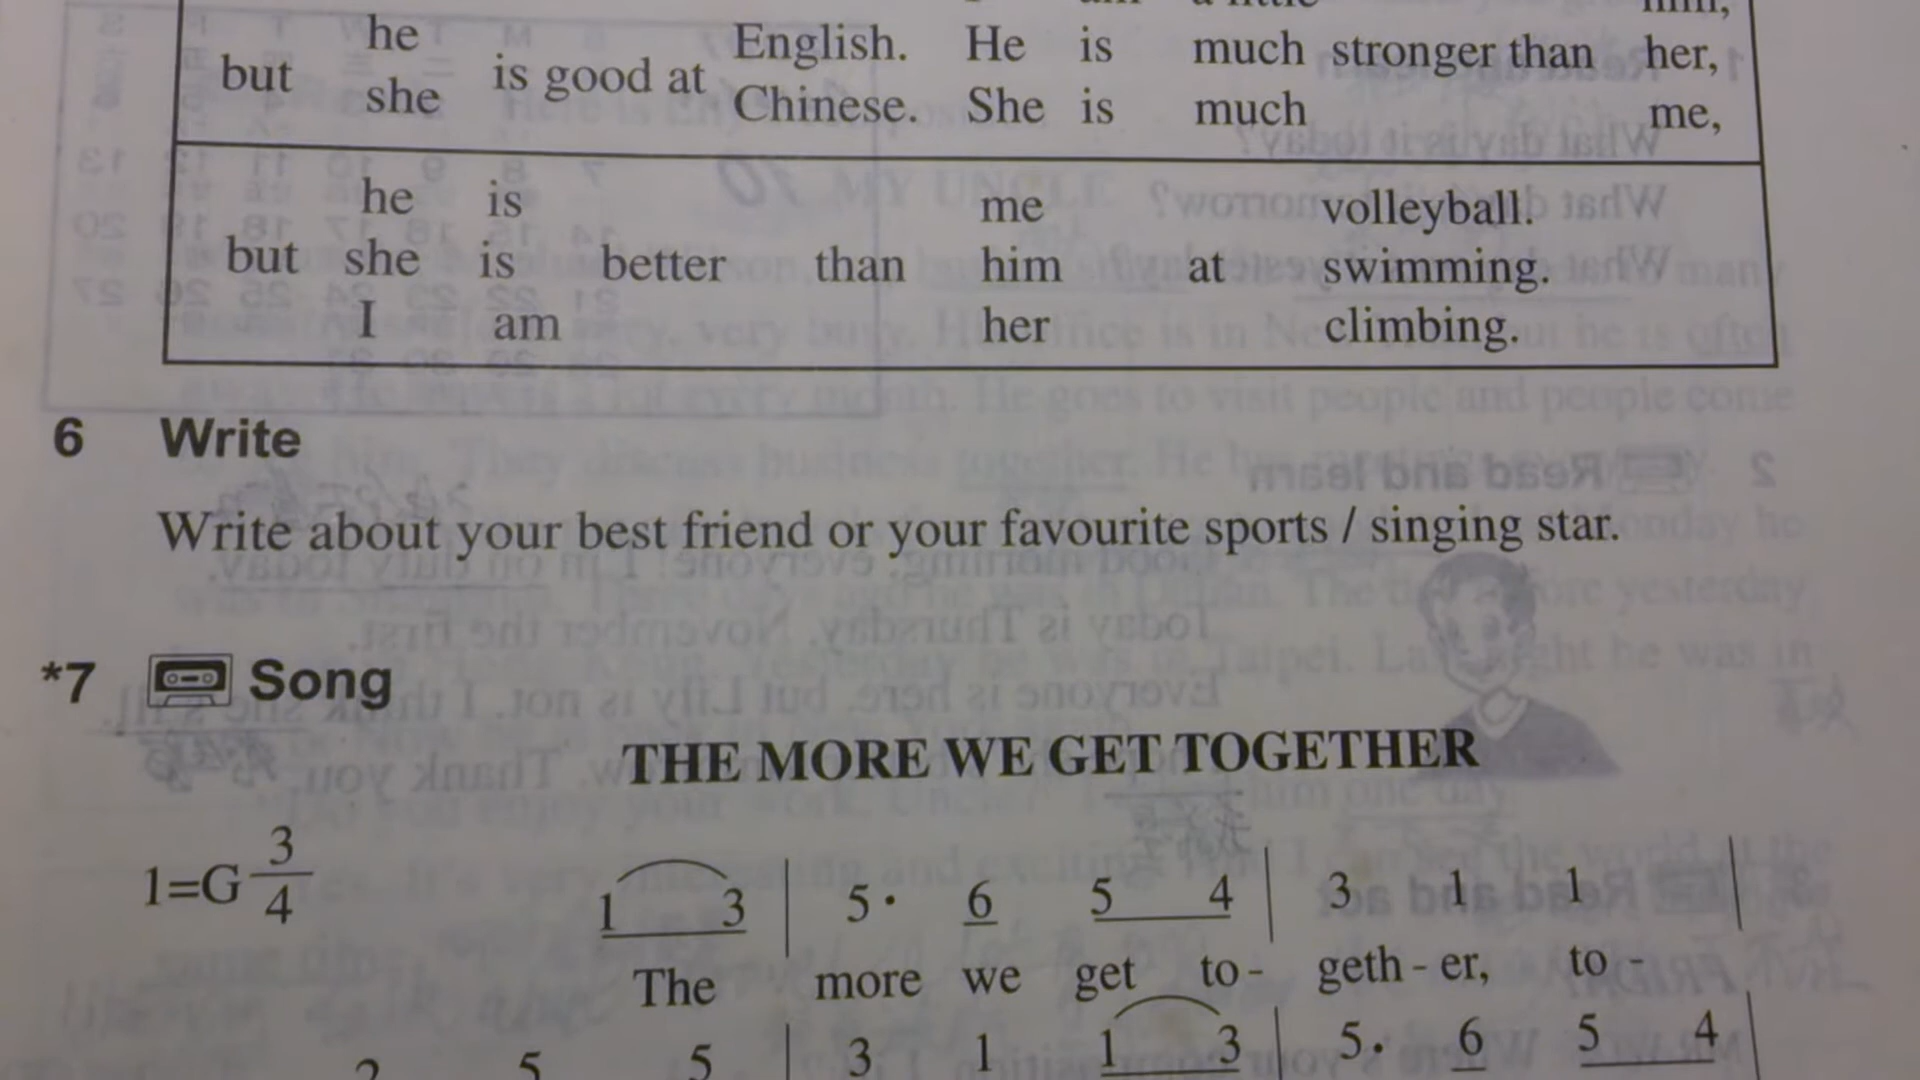 him,
he English. He is much stronger than her,
but is good at
she Chinese. She is much me,
he is me volleyball.
but she is better than him at swimming.
I am her climbing.
6 Write
Write about your best friend or your favourite sports / singing star.
*7 Song
THE MORE WE GET TOGETHER
1=G 3/4
1 3 | 5· 6 5 4 | 3 1 1 |
The more we get to - geth - er, to -
2 5 5 | 3 1 1 3 | 5· 6 5 4 |